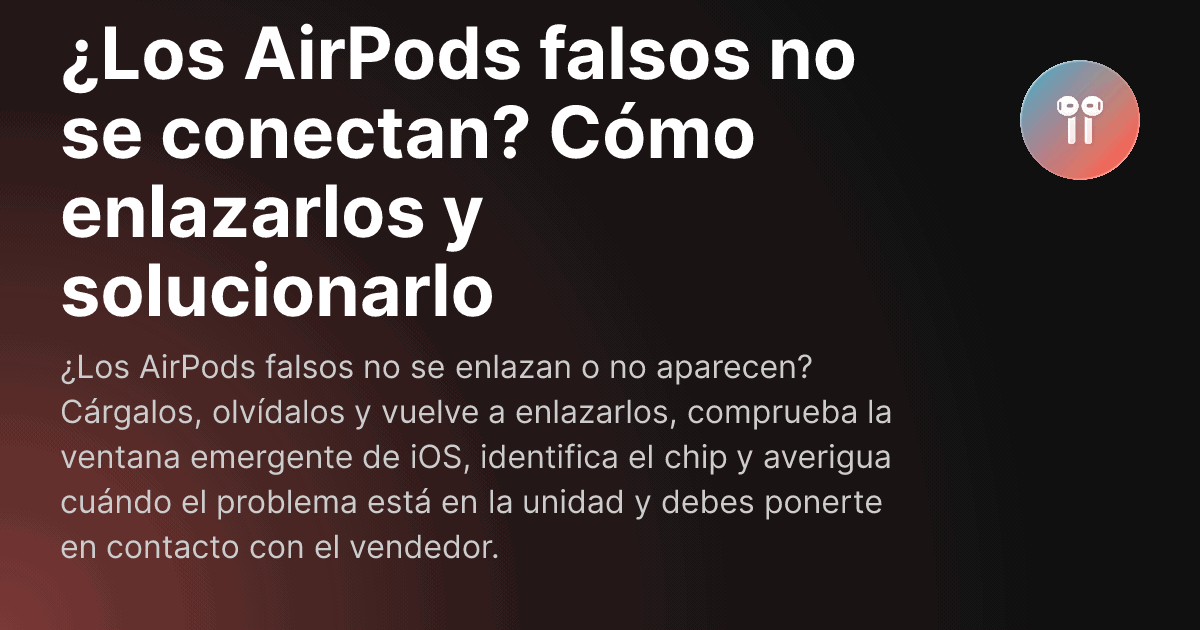 ¿Los AirPods falsos no
se conectan? Cómo
enlazarlos y
solucionarlo
¿Los AirPods falsos no se enlazan o no aparecen?
Cárgalos, olvídalos y vuelve a enlazarlos, comprueba la
ventana emergente de iOS, identifica el chip y averigua
cuándo el problema está en la unidad y debes ponerte
en contacto con el vendedor.